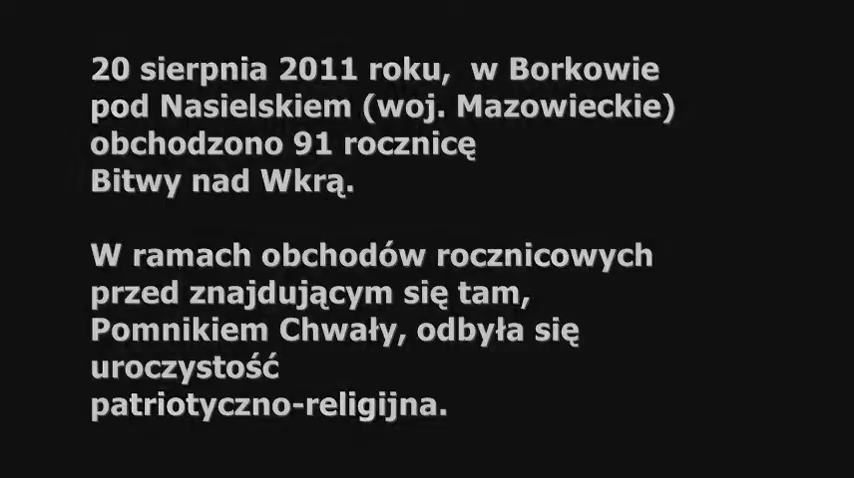 20 sierpnia 2011 roku, w Borkowie
pod Nasielskiem (woj. Mazowieckie)
obchodzono 91 rocznicę
Bitwy nad Wkrą.
W ramach obchodów rocznicowych
przed znajdującym się tam,
Pomnikiem Chwały, odbyła się
uroczystość
patriotyczno-religijna.